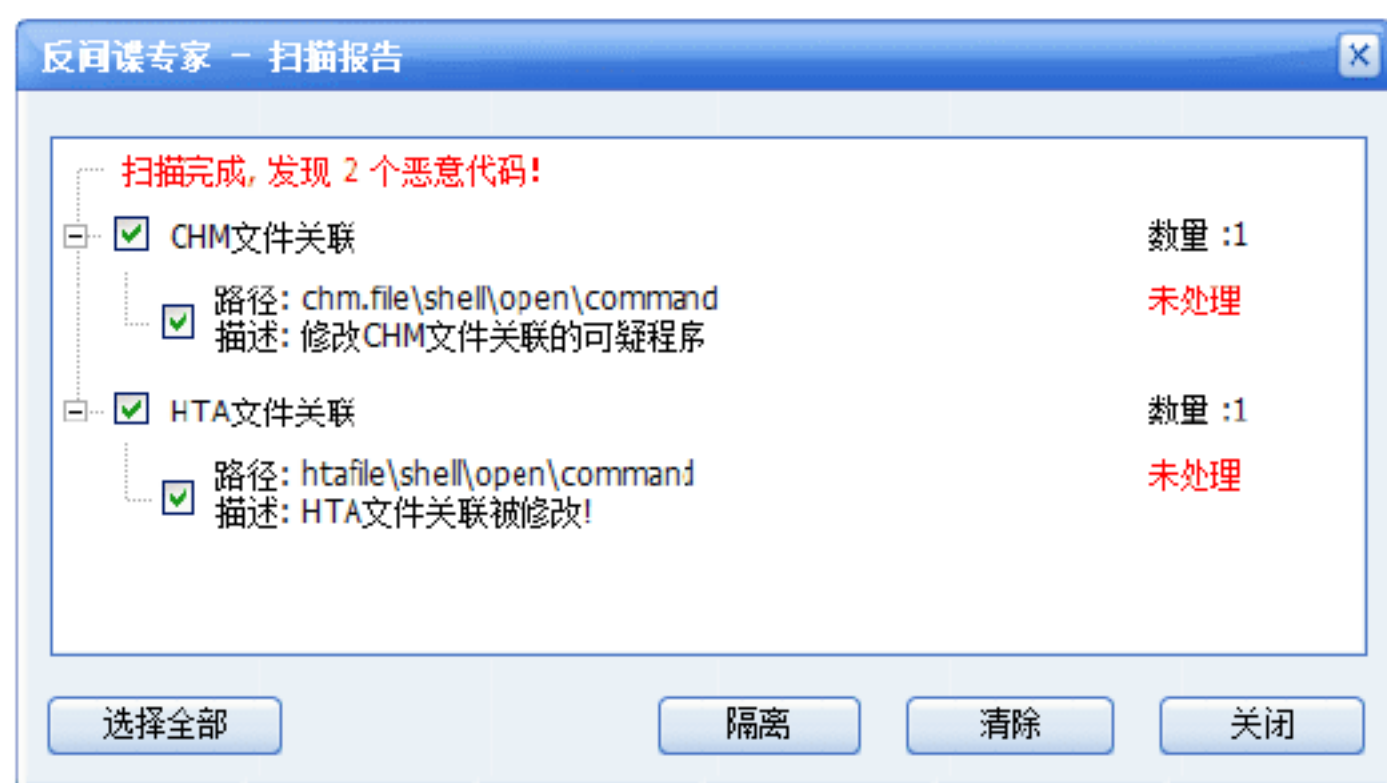 反间谍专家 - 扫描报告
扫描完成, 发现 2 个恶意代码!
CHM文件关联 数量 :1
路径: chm.file\shell\open\command 未处理
描述: 修改CHM文件关联的可疑程序
HTA文件关联 数量 :1
路径: htafile\shell\open\command 未处理
描述: HTA文件关联被修改!
选择全部 隔离 清除 关闭